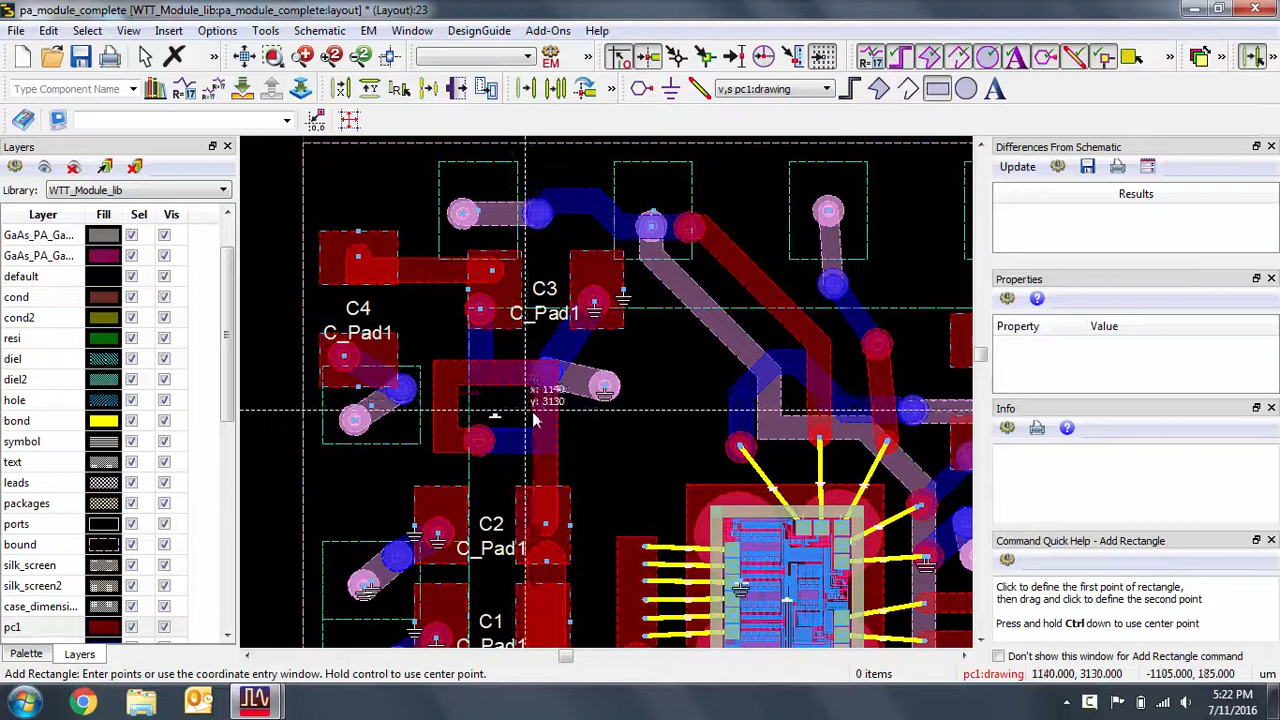 pa_module_complete [WTT_Module_lib:pa_module_complete:layout] * (Layout):23
File Edit Select View Insert Options Tools Schematic EM Window DesignGuide Add-Ons Help
EM
Type Component Name
v,s pc1:drawing
Layers
Library: WTT_Module_lib
Layer Fill Sel Vis
GaAs_PA_Ga...
GaAs_PA_Ga...
default
cond
cond2
resi
diel
diel2
hole
bond
symbol
text
leads
packages
ports
bound
silk_screen
silk_screen
case_dimensi...
pc1
Palette Layers
C4
C_Pad1
C3
C_Pad1
x: 1140
y: 3130
C2
C_Pad1
C1
C_Pad1
Differences From Schematic
Update
Results
Properties
Property Value
Info
Command Quick Help - Add Rectangle
Click to define the first point of rectangle,
then drag and click to define the second point
Press and hold Ctrl down to use center point
Don't show this window for Add Rectangle command
Add Rectangle: Enter points or use the coordinate entry window. Hold control to use center point.
0 items
pc1:drawing
1140.000, 3130.000
-1105.000, 185.000
um
5:22 PM
7/11/2016